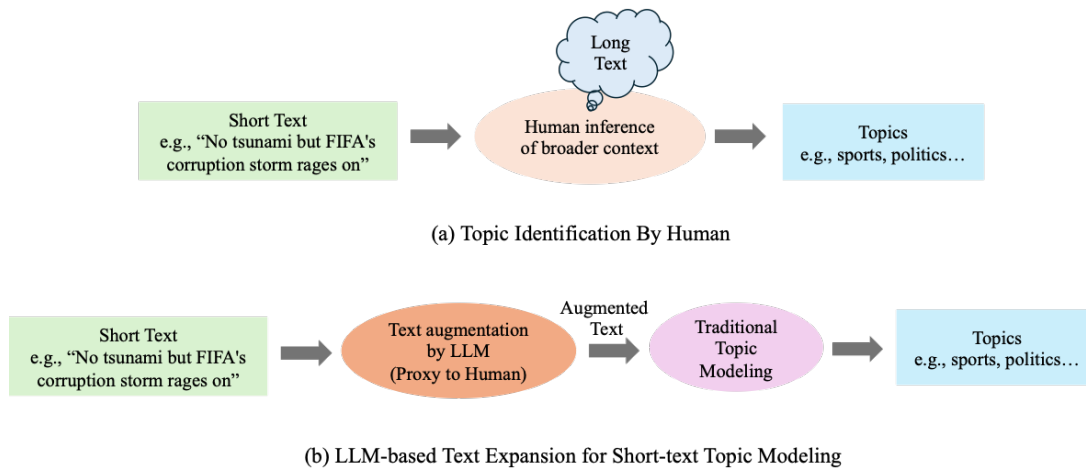 Long
Text
Short Text
e.g., “No tsunami but FIFA's
corruption storm rages on”
Human inference
of broader context
Topics
e.g., sports, politics…
(a) Topic Identification By Human
Short Text
e.g., “No tsunami but FIFA's
corruption storm rages on”
Text augmentation
by LLM
(Proxy to Human)
Augmented
Text
Traditional
Topic
Modeling
Topics
e.g., sports, politics…
(b) LLM-based Text Expansion for Short-text Topic Modeling